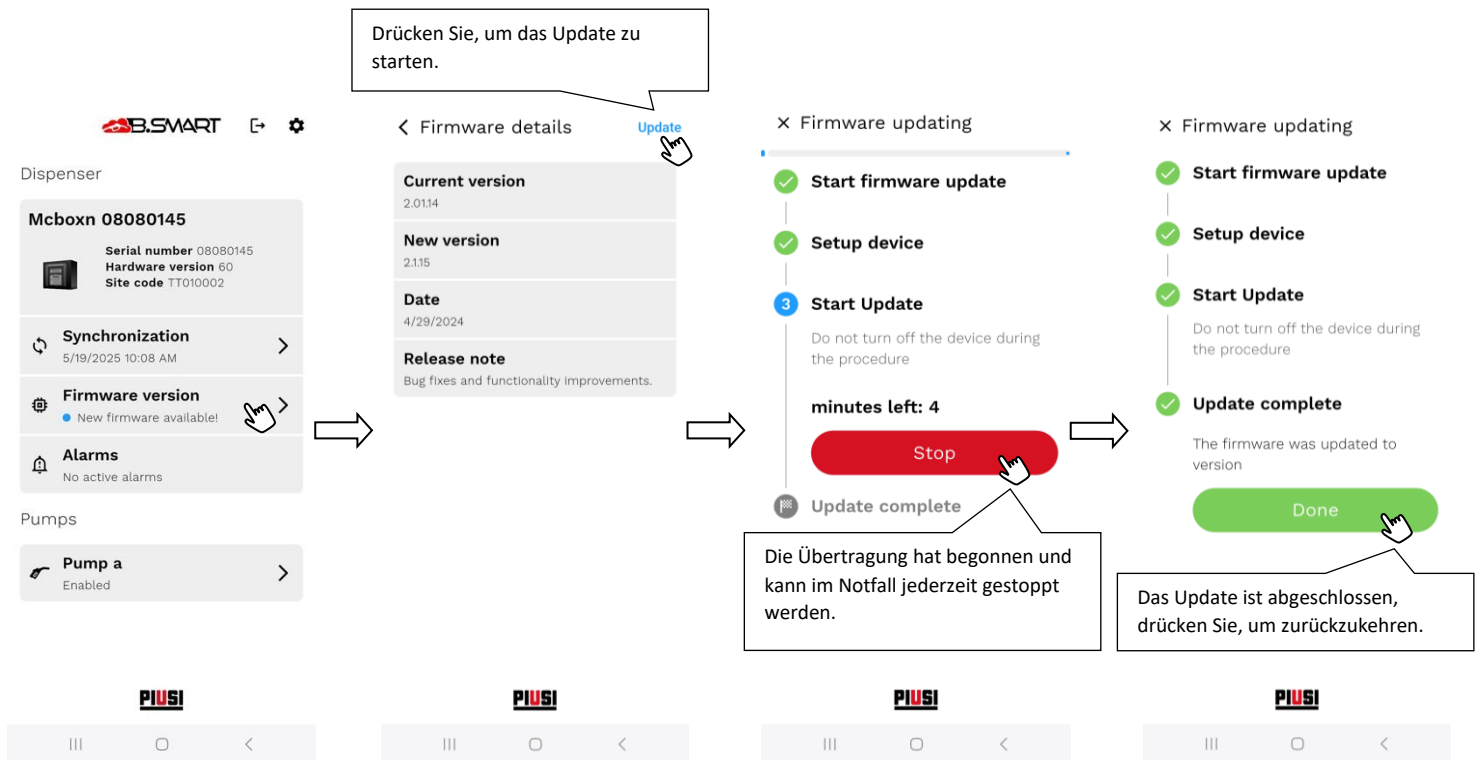 Drücken Sie, um das Update zu
starten.
B.SMART
Dispenser
Mcboxn 08080145
Serial number 08080145
Hardware version 60
Site code TT010002
Synchronization
5/19/2025 10:08 AM
Firmware version
New firmware available!
Alarms
No active alarms
Pumps
Pump a
Enabled
PIUSI
Firmware details
Update
Current version
2.01.14
New version
2.1.15
Date
4/29/2024
Release note
Bug fixes and functionality improvements.
PIUSI
Firmware updating
Start firmware update
Setup device
3 Start Update
Do not turn off the device during
the procedure
minutes left: 4
Stop
Update complete
Die Übertragung hat begonnen und
kann im Notfall jederzeit gestoppt
werden.
PIUSI
Firmware updating
Start firmware update
Setup device
Start Update
Do not turn off the device during
the procedure
Update complete
The firmware was updated to
version
Done
Das Update ist abgeschlossen,
drücken Sie, um zurückzukehren.
PIUSI